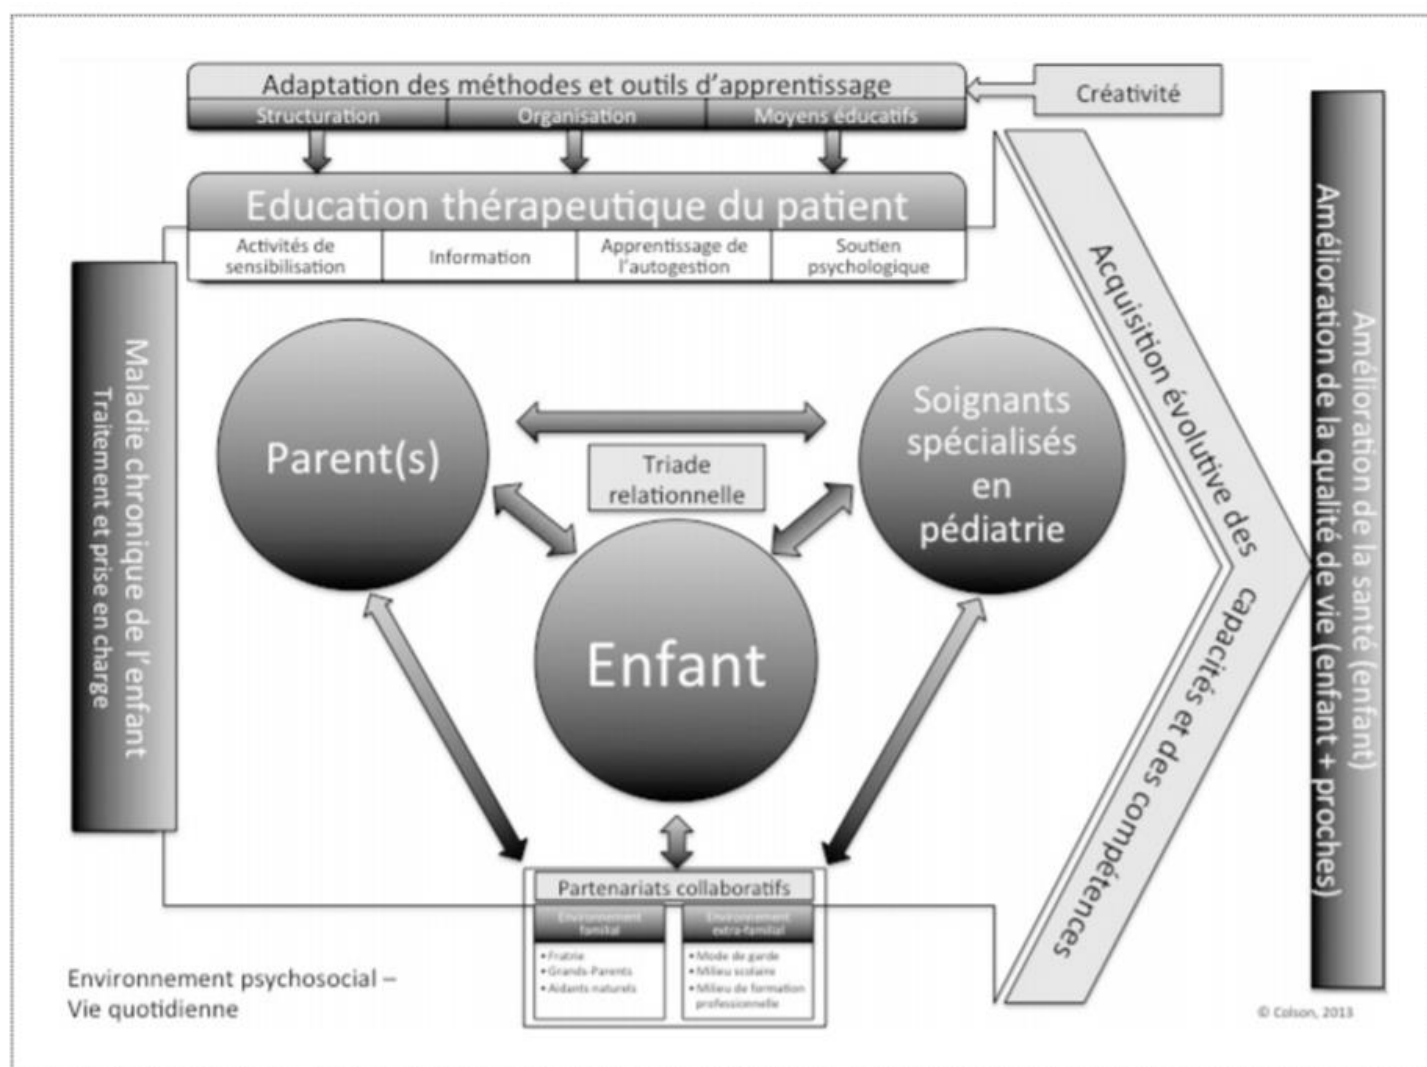 Adaptation des méthodes et outils d'apprentissage
Structuration
Organisation
Moyens éducatifs
Créativité
Education thérapeutique du patient
Activités de
sensibilisation
Information
Apprentissage de
l'autogestion
Soutien
psychologique
Maladie chronique de l'enfant
Traitement et prise en charge
Parent(s)
Triade
relationnelle
Soignants
spécialisés
en
pédiatrie
Enfant
Acquisition évolutive des
capacités et des compétences
Amélioration de la santé (enfant)
Amélioration de la qualité de vie (enfant + proches)
Partenariats collaboratifs
Environnement
familial
• Fratrie
• Grands-Parents
• Aidants naturels
Environnement
extra-familial
• Mode de garde
• Milieu scolaire
• Milieu de formation
professionnelle
Environnement psychosocial –
Vie quotidienne
© Colson, 2013